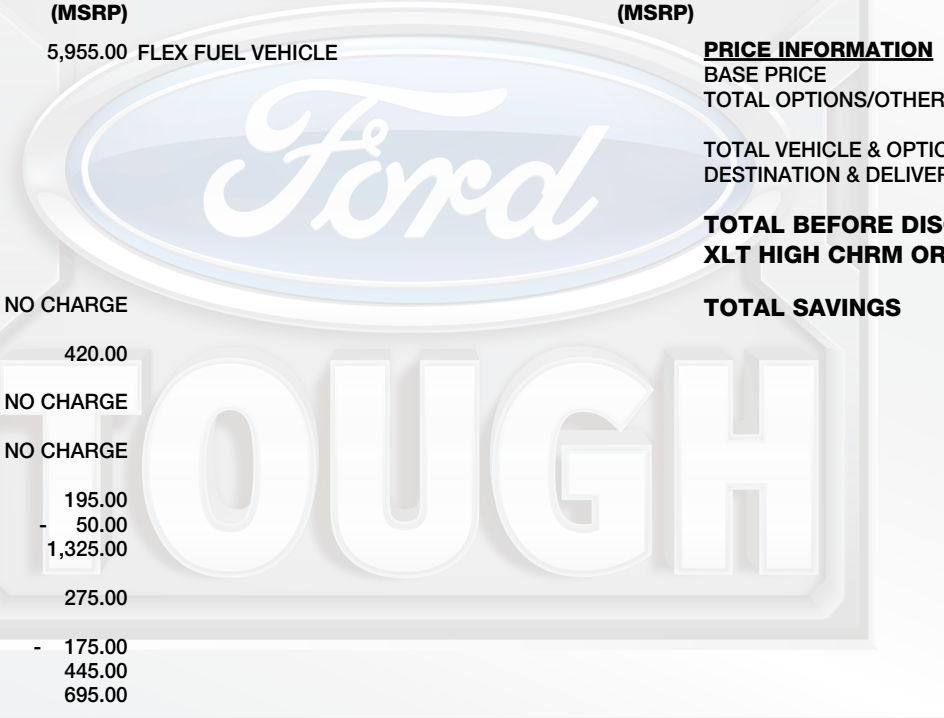 (MSRP)
(MSRP)
5,955.00 FLEX FUEL VEHICLE
NO CHARGE
420.00
NO CHARGE
NO CHARGE
195.00
- 50.00
1,325.00
275.00
- 175.00
445.00
695.00
PRICE INFORMATION
BASE PRICE
TOTAL OPTIONS/OTHER
TOTAL VEHICLE & OPTIO
DESTINATION & DELIVER
TOTAL BEFORE DIS
XLT HIGH CHRM OR
TOTAL SAVINGS
Ford
TOUGH